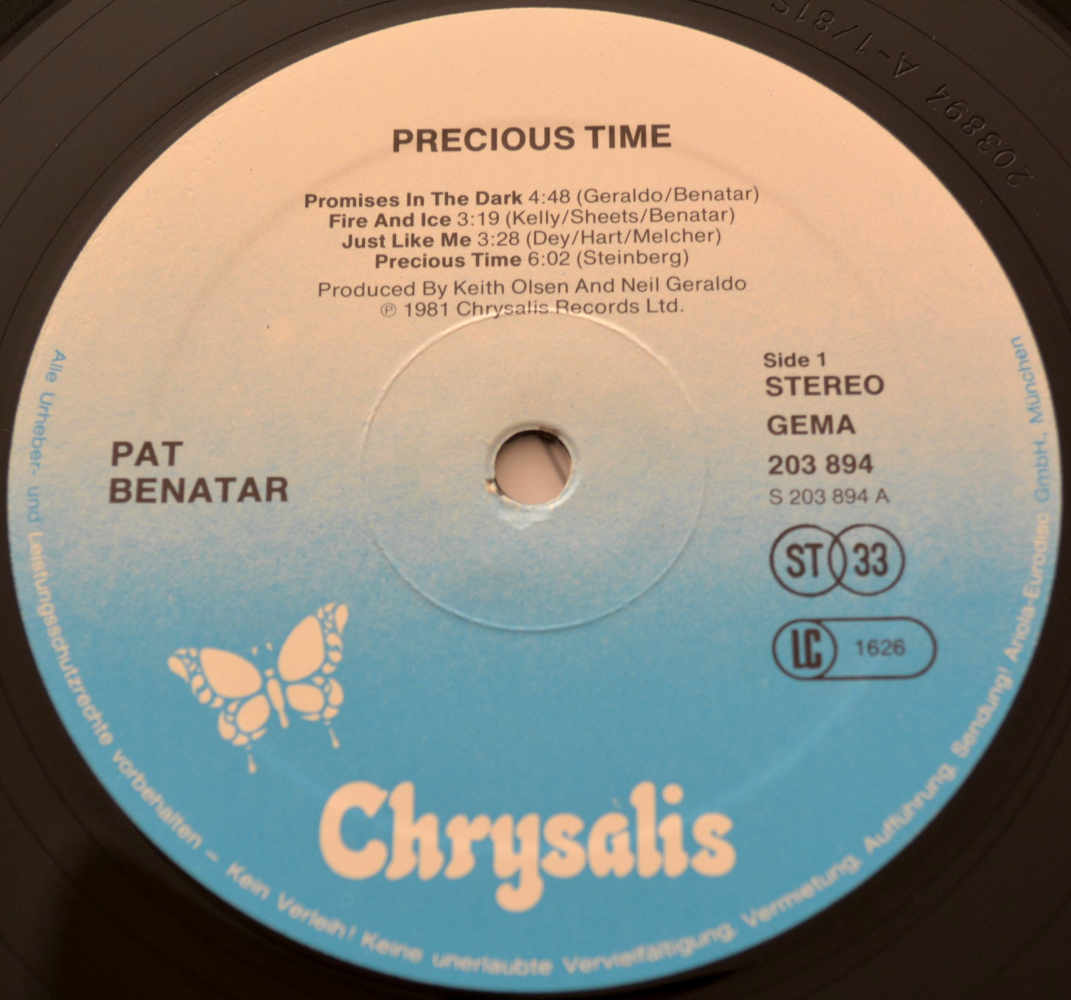 203894 A-1/81S
PRECIOUS TIME
Promises In The Dark 4:48 (Geraldo/Benatar)
Fire And Ice 3:19 (Kelly/Sheets/Benatar)
Just Like Me 3:28 (Dey/Hart/Melcher)
Precious Time 6:02 (Steinberg)
Produced By Keith Olsen And Neil Geraldo
℗ 1981 Chrysalis Records Ltd.
Side 1
STEREO
GEMA
203 894
S 203 894 A
ST 33
LC 1626
PAT
BENATAR
Chrysalis
Alle Urheber- und Leistungsschutzrechte vorbehalten – Kein Verleih! Keine unerlaubte Vervielfältigung, Vermietung, Aufführung, Sendung! Ariola-Eurodisc GmbH., München